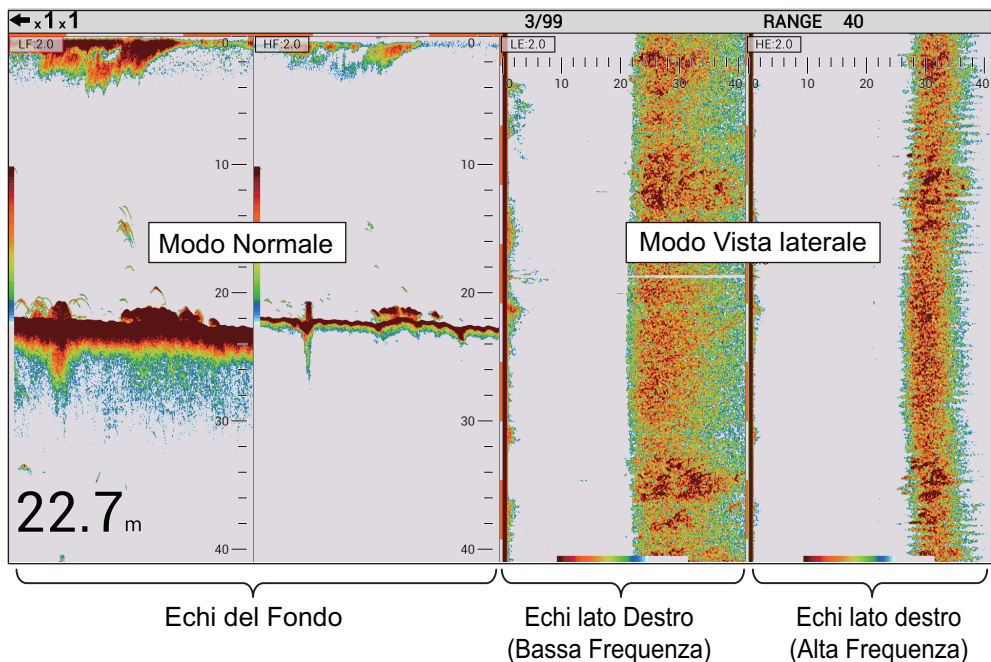 ←x1x1 3/99 RANGE 40
LF:2.0 0 HF:2.0 0 LE:2.0 HE:2.0
0 10 20 30 40 0 10 20 30 40
10 10
Modo Normale Modo Vista laterale
20 20
30 30
22.7m
40 40
Echi del Fondo Echi lato Destro Echi lato destro
(Bassa Frequenza) (Alta Frequenza)